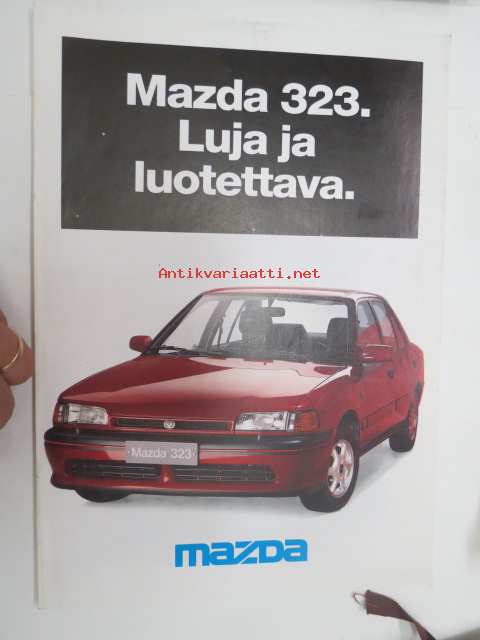 Mazda 323.
Luja ja
luotettava.
Antikvariaatti.net
Mazda 323
mazda